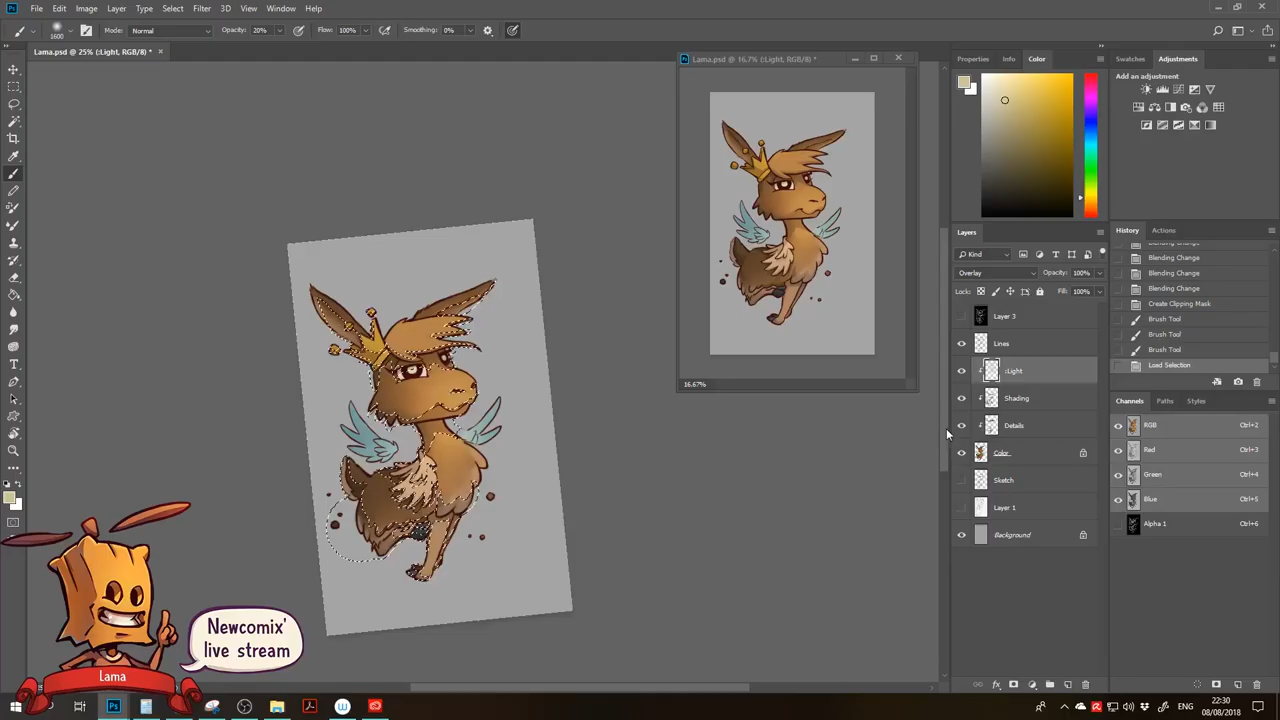 File Edit Image Layer Type Select Filter 3D View Window Help
1600 Mode: Normal Opacity: 20% Flow: 100% Smoothing: 0%
Lama.psd @ 25% (:Light, RGB/8) *
Lama.psd @ 16.7% (:Light, RGB/8) *
16.67%
Properties Info Color
Swatches Adjustments
Add an adjustment
Layers
Kind
Overlay Opacity: 100%
Lock: Fill: 100%
Layer 3
Lines
:Light
Shading
Details
Color
Sketch
Layer 1
Background
History Actions
Blending Change
Blending Change
Blending Change
Blending Change
Create Clipping Mask
Brush Tool
Brush Tool
Brush Tool
Load Selection
Channels Paths Styles
RGB Ctrl+2
Red Ctrl+3
Green Ctrl+4
Blue Ctrl+5
Alpha 1 Ctrl+6
Newcomix'
live stream
Lama
22:30
08/08/2018